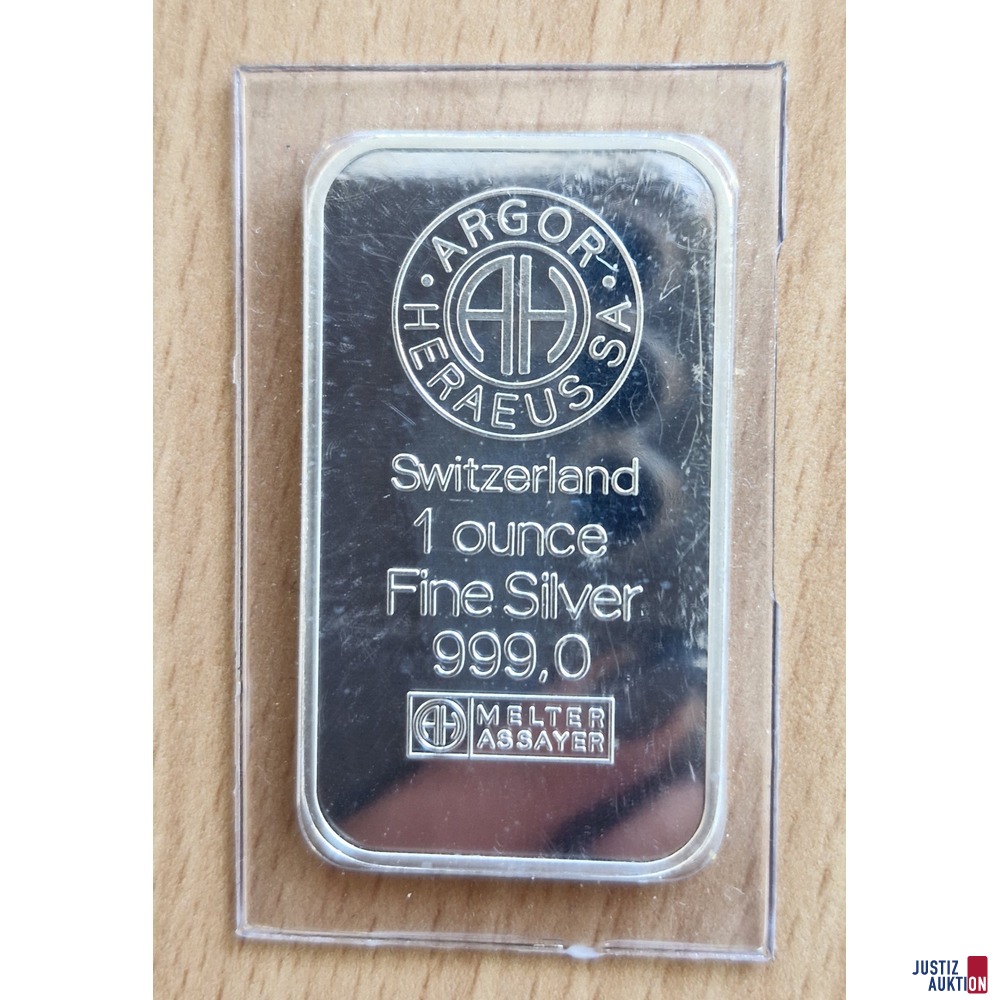 ARGOR
HERAEUS SA
AH
Switzerland
1 ounce
Fine Silver
999,0
AH MELTER
ASSAYER
JUSTIZ
AUKTION